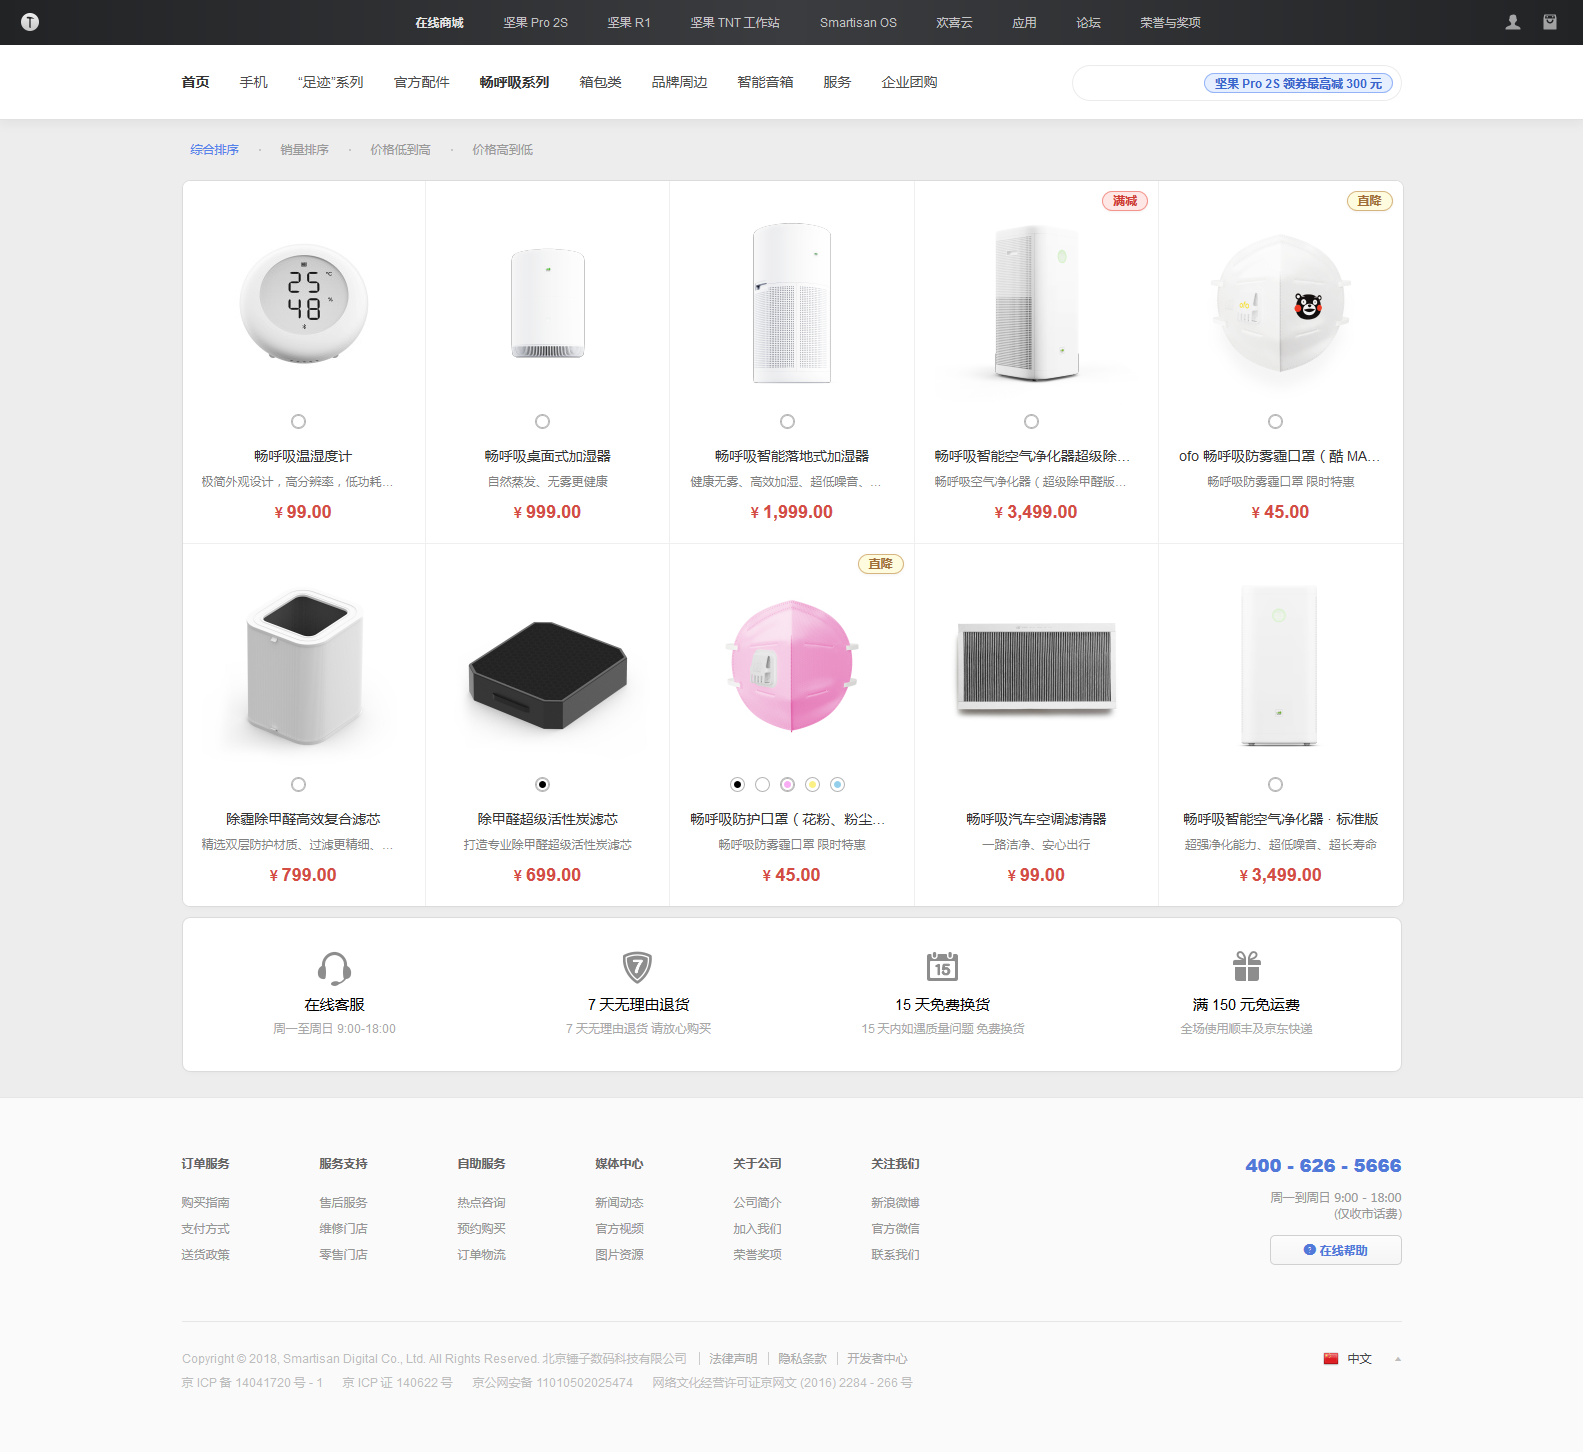 T
在线商城 坚果 Pro 2S 坚果 R1 坚果 TNT 工作站 Smartisan OS 欢喜云 应用 论坛 荣誉与奖项
首页 手机 “足迹”系列 官方配件 畅呼吸系列 箱包类 品牌周边 智能音箱 服务 企业团购 坚果 Pro 2S 领券最高减 300 元
综合排序 · 销量排序 · 价格低到高 · 价格高到低
满减 直降
25 °C
48 %
ofo
畅呼吸温湿度计 畅呼吸桌面式加湿器 畅呼吸智能落地式加湿器 畅呼吸智能空气净化器超级除... ofo 畅呼吸防雾霾口罩（酷 MA...
极简外观设计，高分辨率，低功耗... 自然蒸发、无雾更健康 健康无雾、高效加湿、超低噪音、... 畅呼吸空气净化器（超级除甲醛版... 畅呼吸防雾霾口罩 限时特惠
¥ 99.00 ¥ 999.00 ¥ 1,999.00 ¥ 3,499.00 ¥ 45.00
直降
除霾除甲醛高效复合滤芯 除甲醛超级活性炭滤芯 畅呼吸防护口罩（花粉、粉尘... 畅呼吸汽车空调滤清器 畅呼吸智能空气净化器 · 标准版
精选双层防护材质、过滤更精细、... 打造专业除甲醛超级活性炭滤芯 畅呼吸防雾霾口罩 限时特惠 一路洁净、安心出行 超强净化能力、超低噪音、超长寿命
¥ 799.00 ¥ 699.00 ¥ 45.00 ¥ 99.00 ¥ 3,499.00
7 15
在线客服 7 天无理由退货 15 天免费换货 满 150 元免运费
周一至周日 9:00-18:00 7 天无理由退货 请放心购买 15 天内如遇质量问题 免费换货 全场使用顺丰及京东快递
订单服务 服务支持 自助服务 媒体中心 关于公司 关注我们 400 - 626 - 5666
购买指南 售后服务 热点咨询 新闻动态 公司简介 新浪微博 周一到周日 9:00 - 18:00
(仅收市话费)
支付方式 维修门店 预约购买 官方视频 加入我们 官方微信
送货政策 零售门店 订单物流 图片资源 荣誉奖项 联系我们 ? 在线帮助
Copyright © 2018, Smartisan Digital Co., Ltd. All Rights Reserved. 北京锤子数码科技有限公司 | 法律声明 | 隐私条款 | 开发者中心 中文
京 ICP 备 14041720 号 - 1 京 ICP 证 140622 号 京公网安备 11010502025474 网络文化经营许可证京网文 (2016) 2284 - 266 号